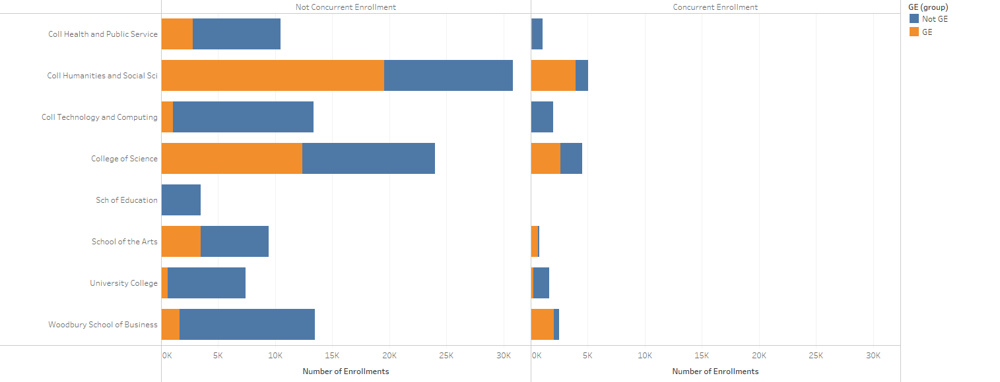 Not Concurrent Enrollment
Concurrent Enrollment
GE (group)
Not GE
GE
Coll Health and Public Service
Coll Humanities and Social Sci
Coll Technology and Computing
College of Science
Sch of Education
School of the Arts
University College
Woodbury School of Business
0K 5K 10K 15K 20K 25K 30K
0K 5K 10K 15K 20K 25K 30K
Number of Enrollments
Number of Enrollments